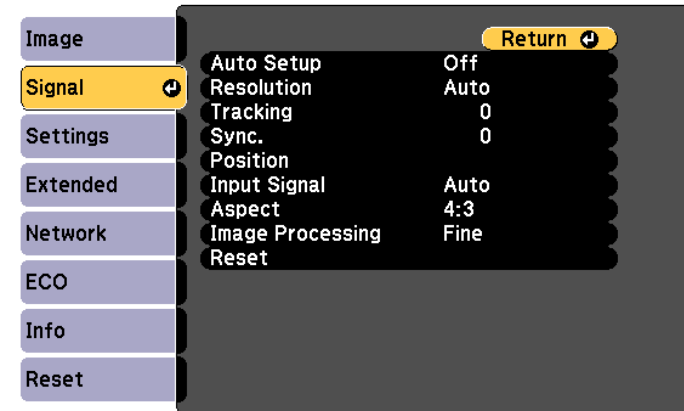 Image
Signal
Settings
Extended
Network
ECO
Info
Reset
Return
Auto Setup Off
Resolution Auto
Tracking 0
Sync. 0
Position
Input Signal Auto
Aspect 4:3
Image Processing Fine
Reset